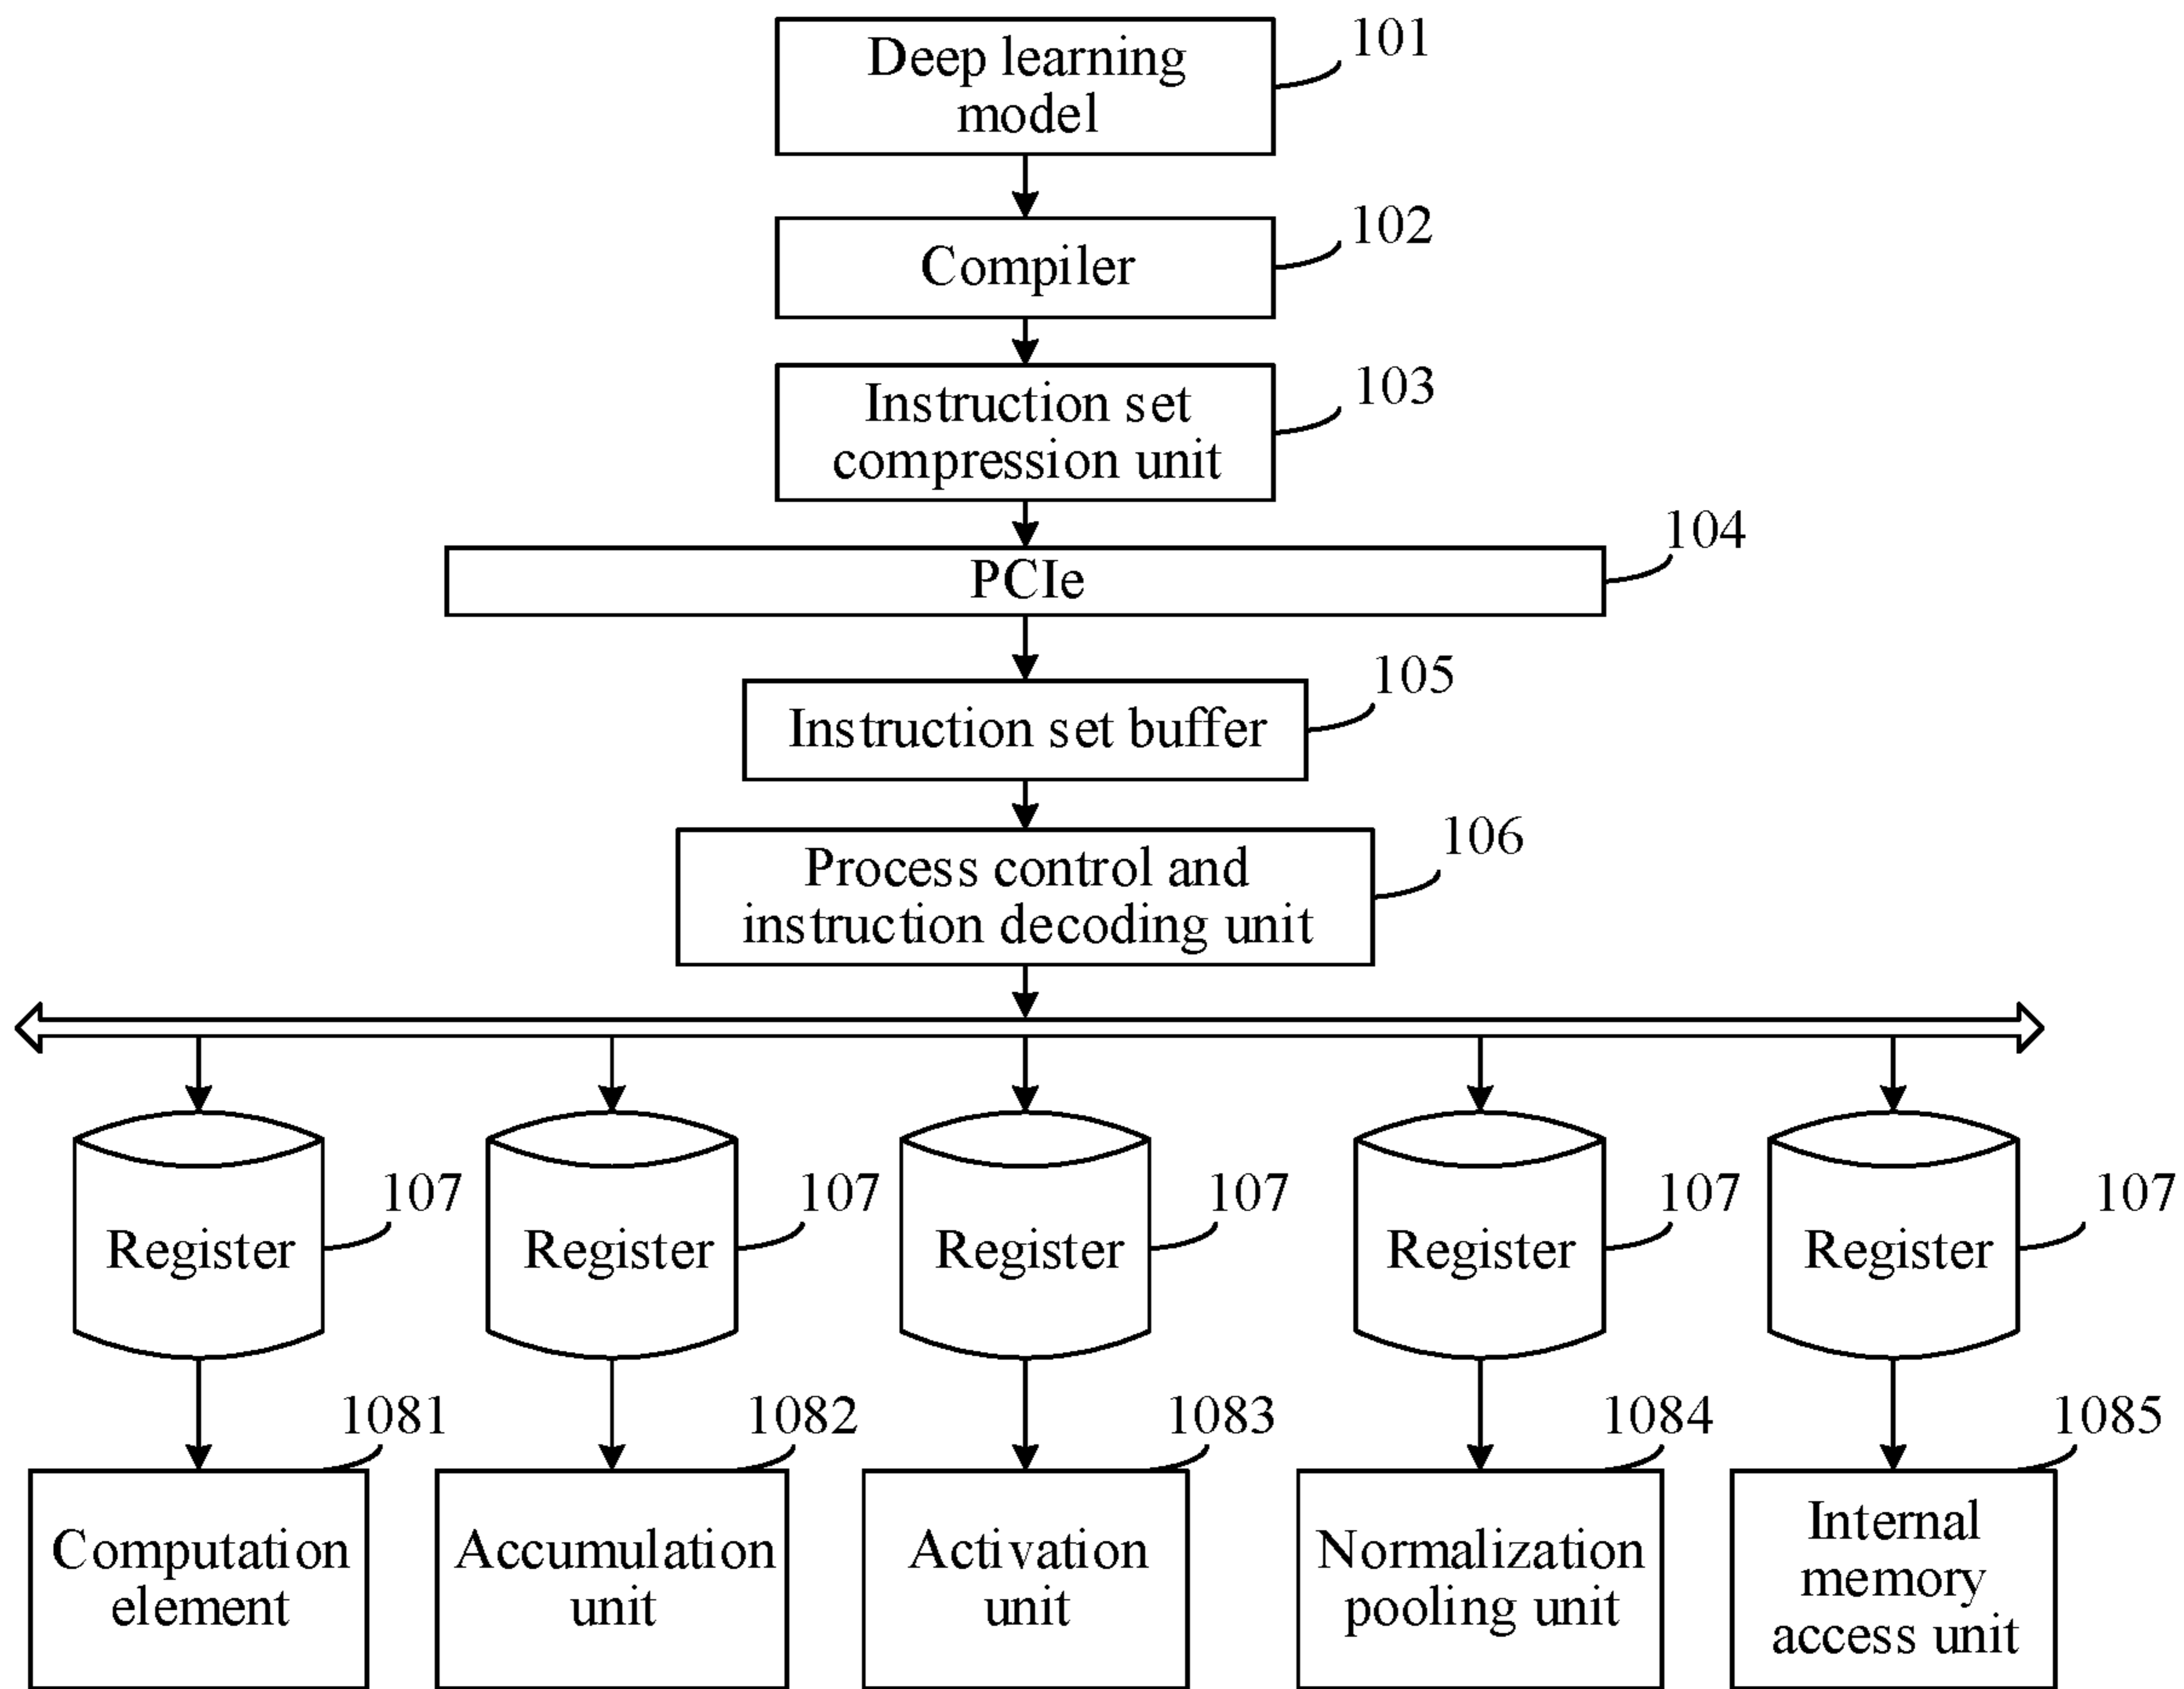 Deep learning
model
101
Compiler
102
Instruction set
compression unit
103
PCIe
104
Instruction set buffer
105
Process control and
instruction decoding unit
106
Register
107
Register
107
Register
107
Register
107
Register
107
1081
1082
1083
1084
1085
Computation
element
Accumulation
unit
Activation
unit
Normalization
pooling unit
Internal
memory
access unit